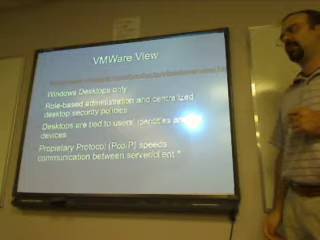 VMWare View
Windows Desktops only
Role-based administration and centralized
desktop security policies
Desktops are tied to users' identities
devices
Propietary Protocol (PcoIP) speeds
communication between server/client *